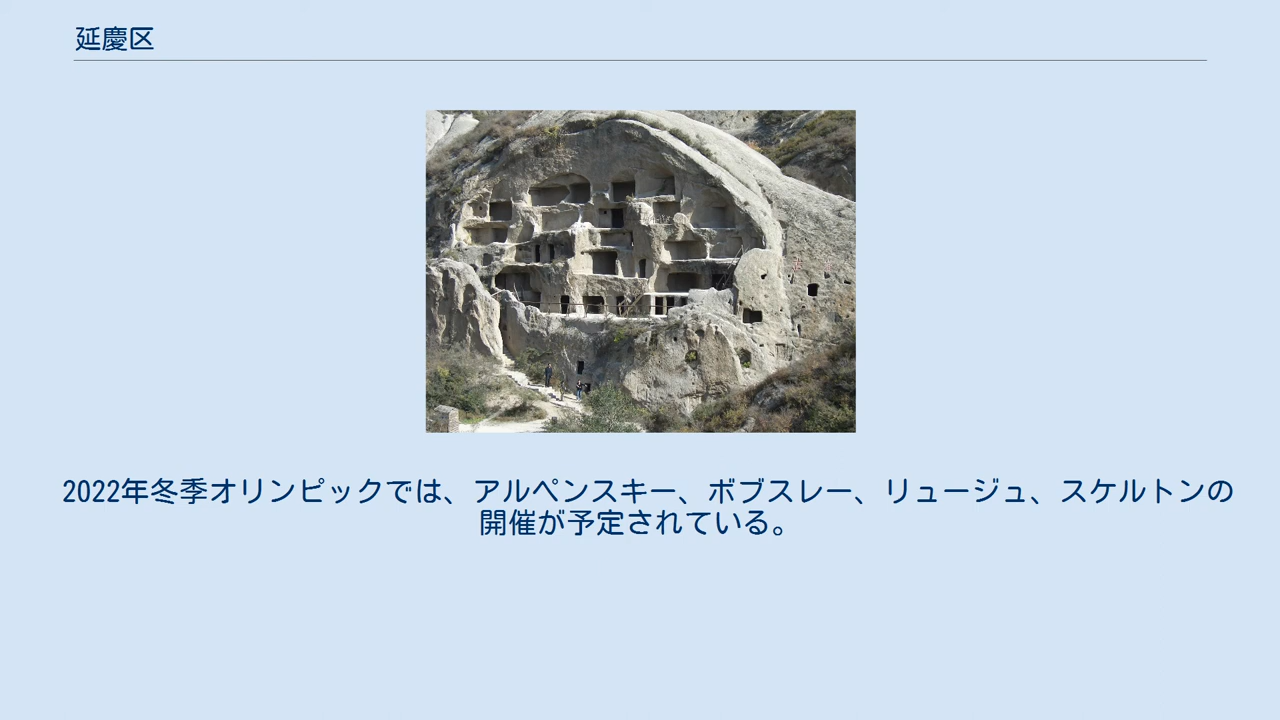 延慶区
2022年冬季オリンピックでは、アルペンスキー、ボブスレー、リュージュ、スケルトンの
開催が予定されている。